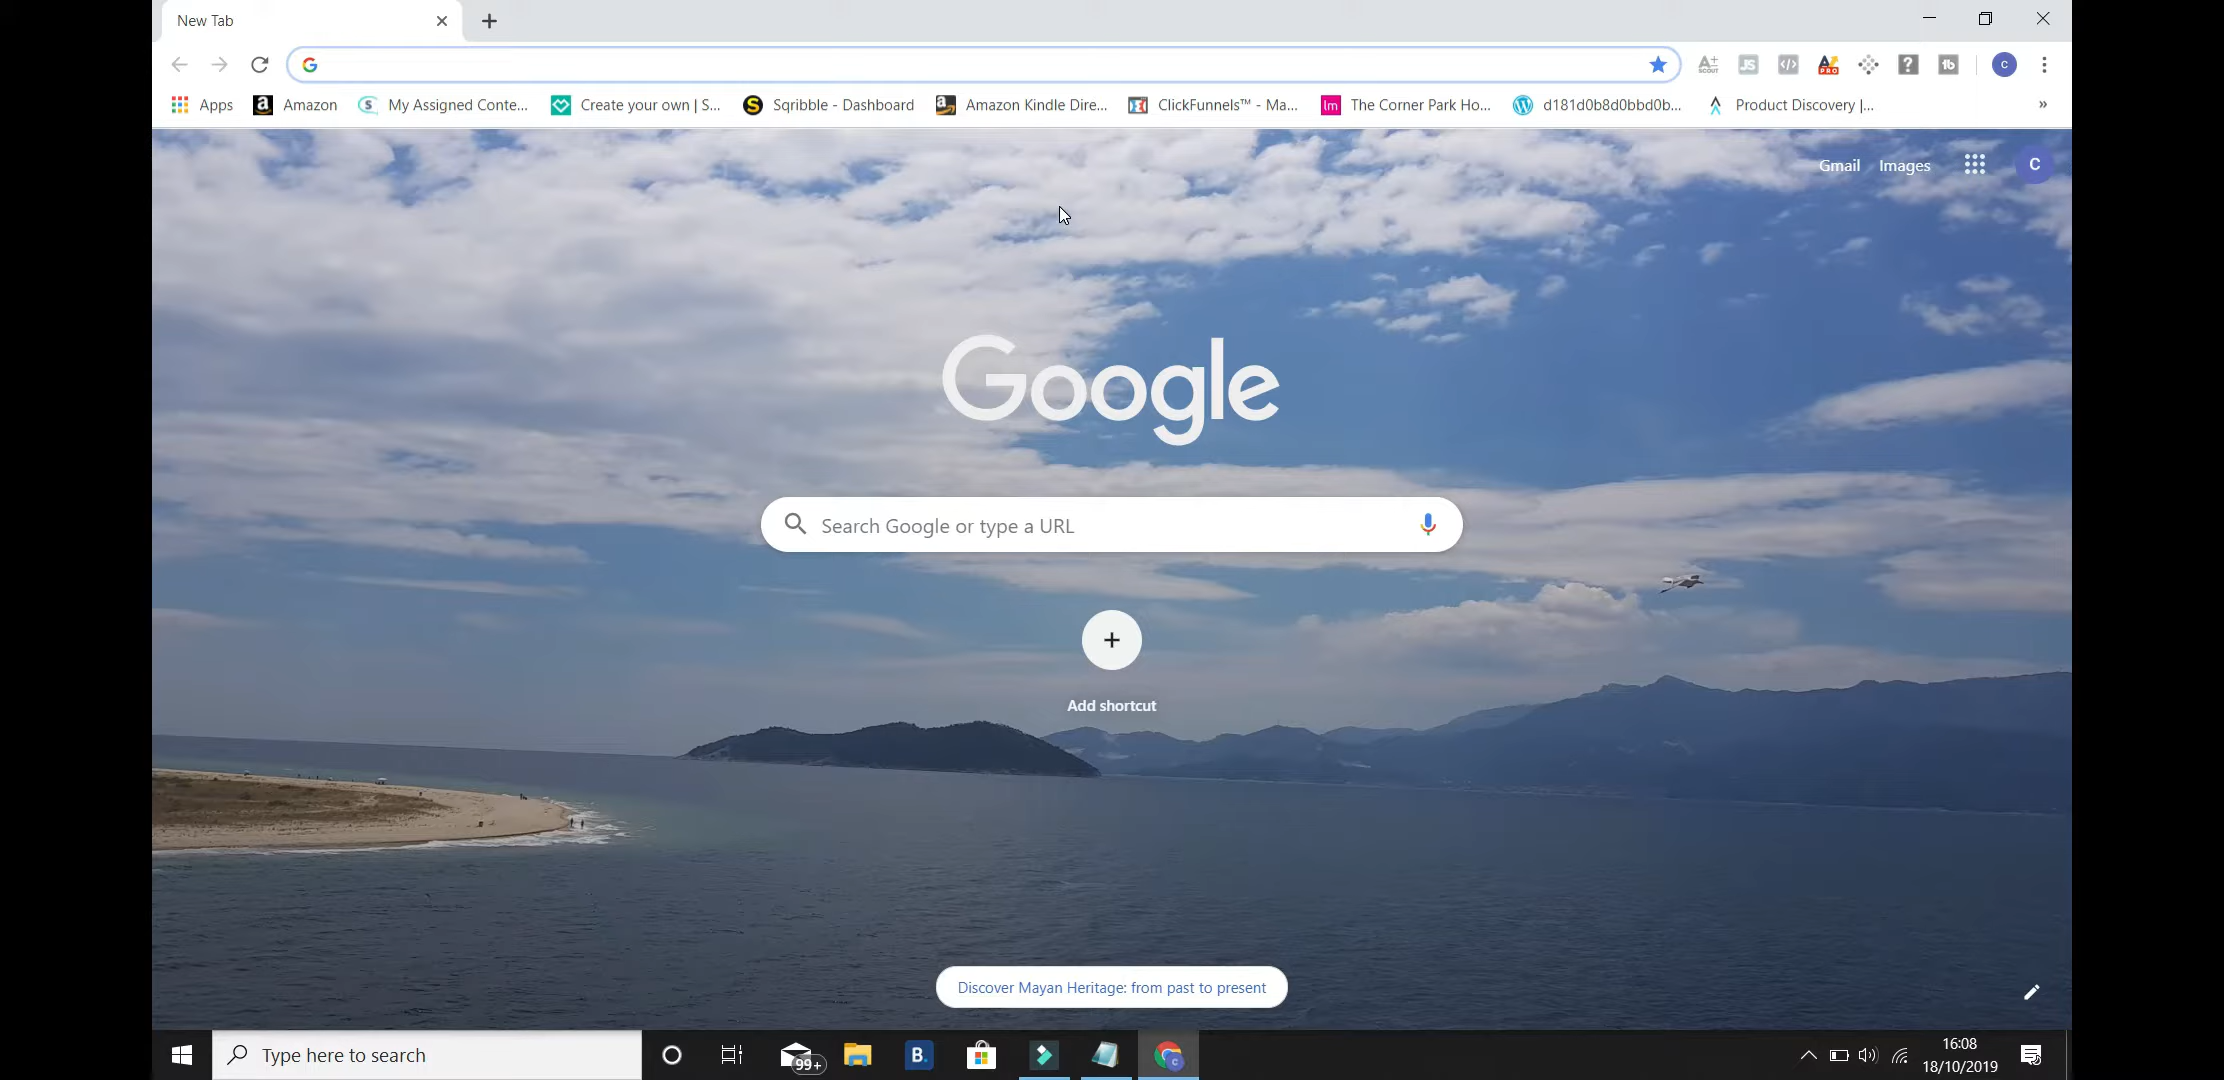 New Tab
Apps Amazon My Assigned Conte... Create your own | S... Sqribble - Dashboard Amazon Kindle Dire... ClickFunnels™ - Ma... The Corner Park Ho... d181d0b8d0bbd0b... Product Discovery |... »
Gmail Images C
Google
Search Google or type a URL
Add shortcut
Discover Mayan Heritage: from past to present
Type here to search
99+
B.
16:08
18/10/2019